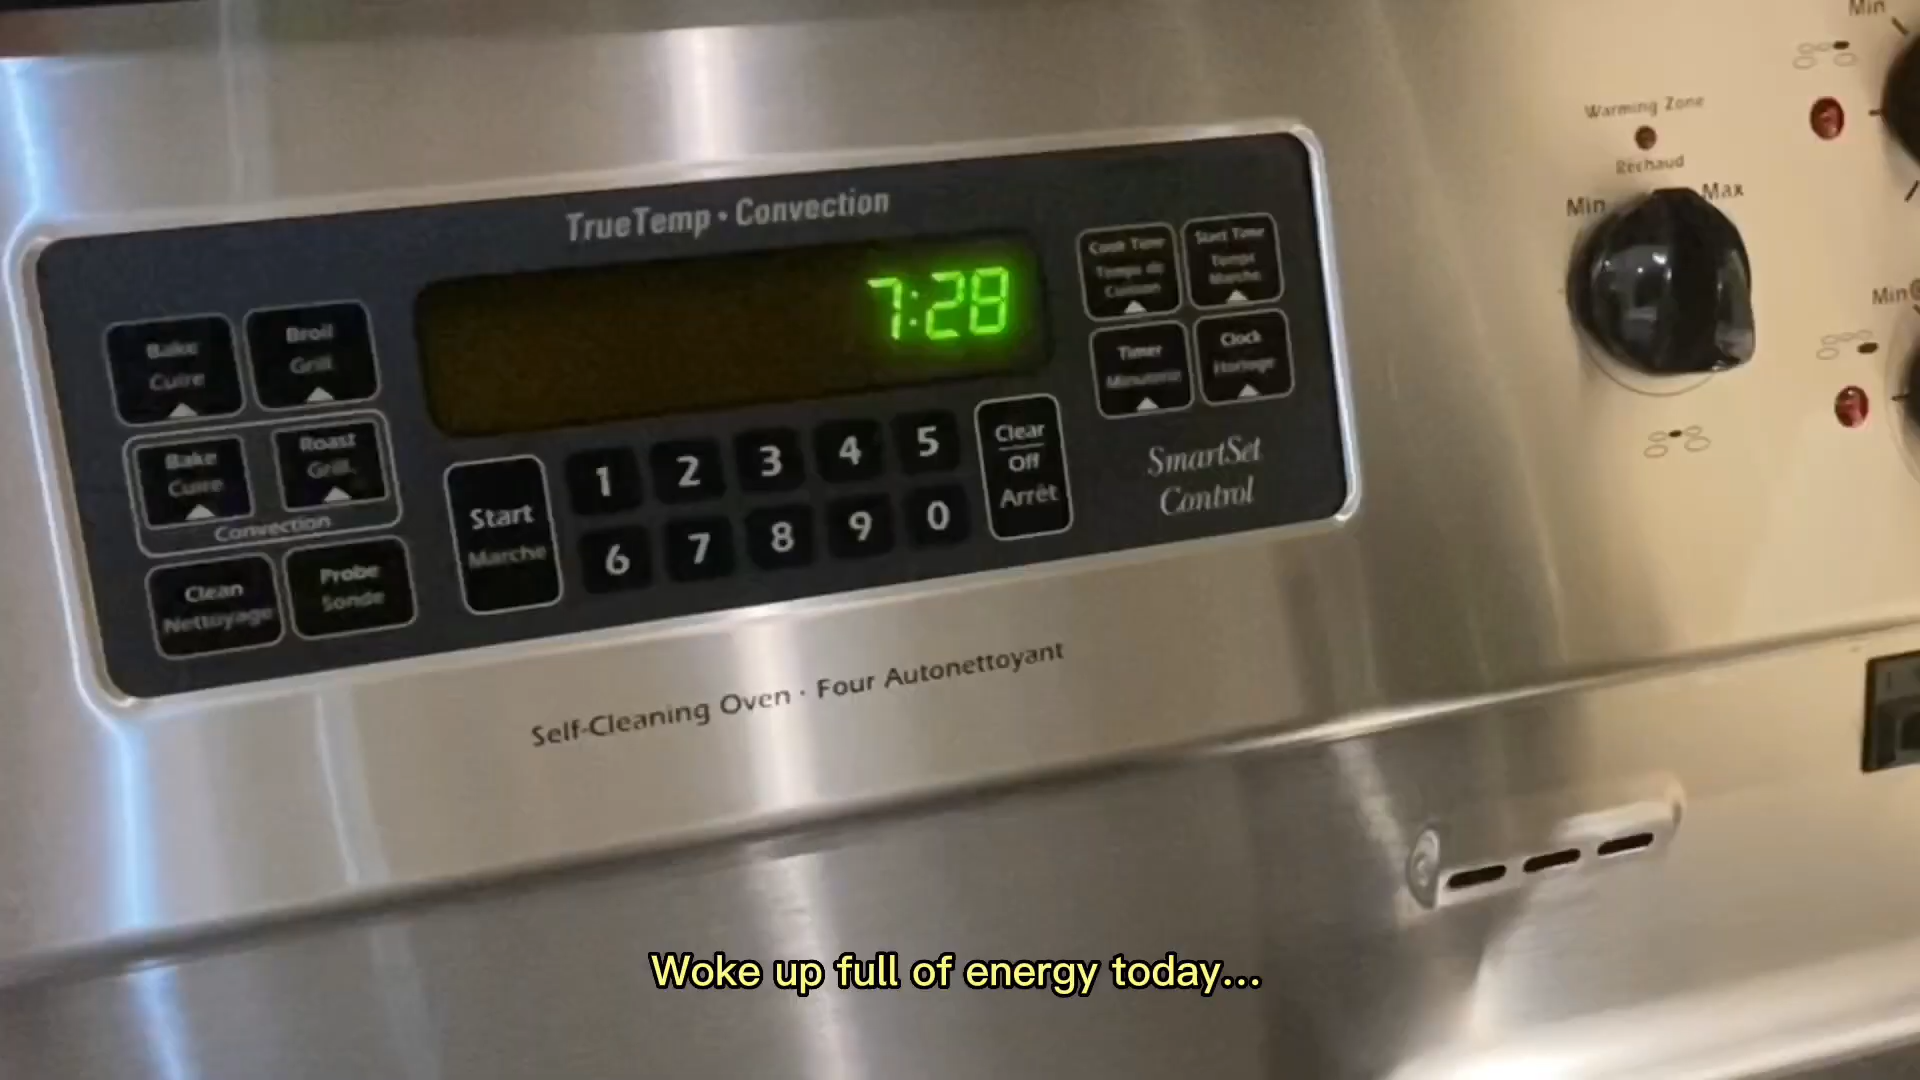 Min
Warming Zone
Réchaud
Min Max
TrueTemp • Convection
7:28
Cook Time
Temps de
Cuisson
Start Time
Temps
Marche
Timer
Minuterie
Clock
Horloge
Min
Bake
Cuire
Broil
Grill
Bake
Cuire
Roast
Grill.
Convection
Clean
Nettoyage
Probe
Sonde
Start
Marche
1 2 3 4 5
6 7 8 9 0
Clear
Off
Arrêt
SmartSet
Control
Self-Cleaning Oven · Four Autonettoyant
Woke up full of energy today...